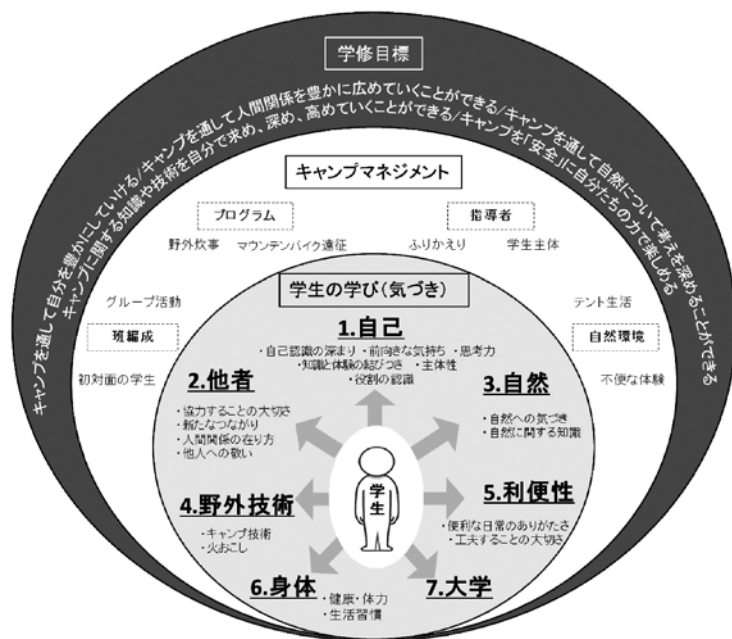 学修目標
キャンプを通して自分を豊かにしていける/キャンプを通して人間関係を豊かに広めていくことができる/キャンプを通して自然について考えを深めることができる
キャンプに関する知識や技術を自分で求め、深め、高めていくことができる/キャンプを「安全」に自分たちの力で楽しめる
キャンプマネジメント
プログラム
指導者
野外炊事 マウンテンバイク遠征
ふりかえり 学生主体
グループ活動
テント生活
班編成
自然環境
初対面の学生
不便な体験
学生の学び(気づき)
1.自己
・自己認識の深まり ・前向きな気持ち ・思考力
・知識と体験の結びつき ・主体性
・役割の認識
2.他者
・協力することの大切さ
・新たなつながり
・人間関係の在り方
・他人への敬い
3.自然
・自然への気づき
・自然に関する知識
学生
4.野外技術
・キャンプ技術
・火おこし
5.利便性
・便利な日常のありがたさ
・工夫することの大切さ
6.身体
・健康・体力
・生活習慣
7.大学